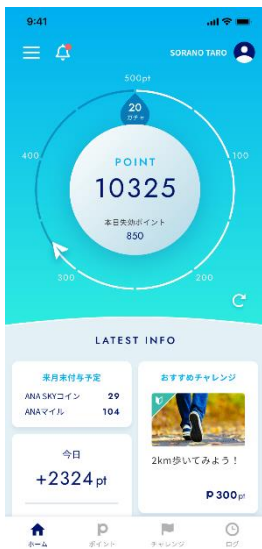 9:41
SORANO TARO
500pt
20
ガチャ
400
100
POINT
10325
本日失効ポイント
850
300
200
LATEST INFO
来月末付与予定
ANA SKYコイン 29
ANAマイル 104
おすすめチャレンジ
2km歩いてみよう！
P 300 pt
今日
+2324 pt
ホーム
ポイント
チャレンジ
ログ